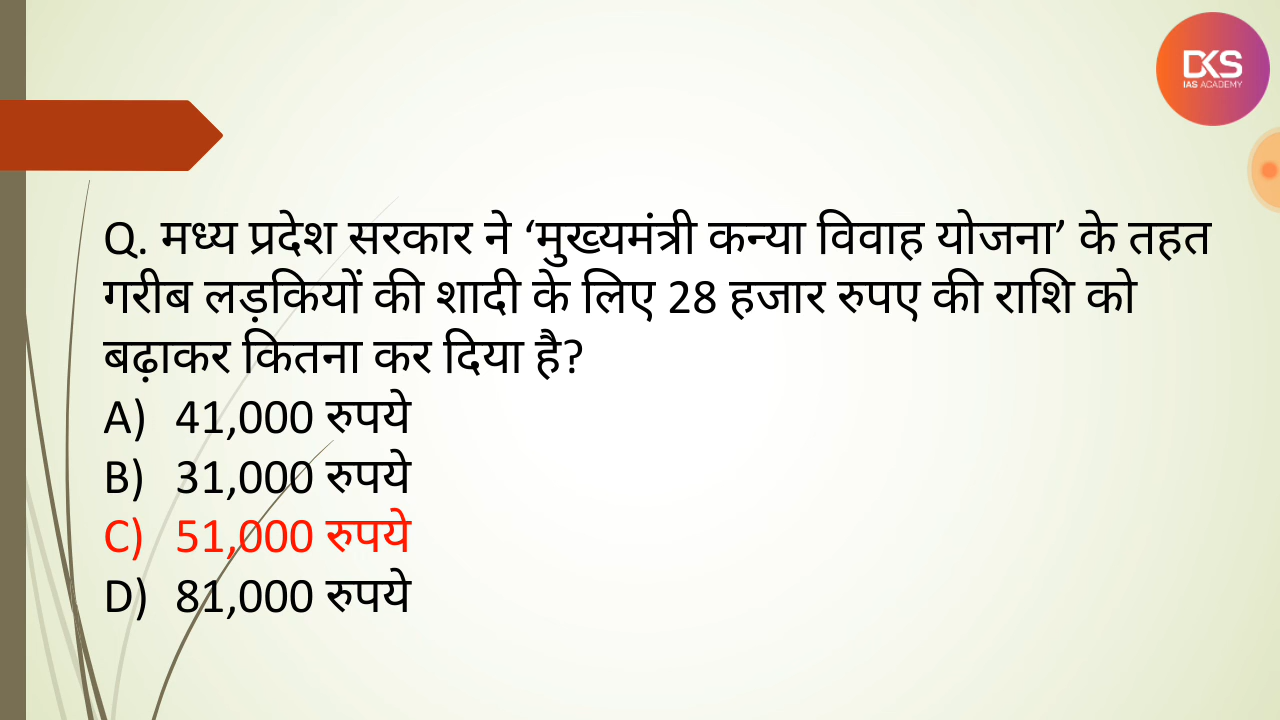 DKS
IAS ACADEMY
Q. मध्य प्रदेश सरकार ने ‘मुख्यमंत्री कन्या विवाह योजना’ के तहत
गरीब लड़कियों की शादी के लिए 28 हजार रुपए की राशि को
बढ़ाकर कितना कर दिया है?
A) 41,000 रुपये
B) 31,000 रुपये
C) 51,000 रुपये
D) 81,000 रुपये